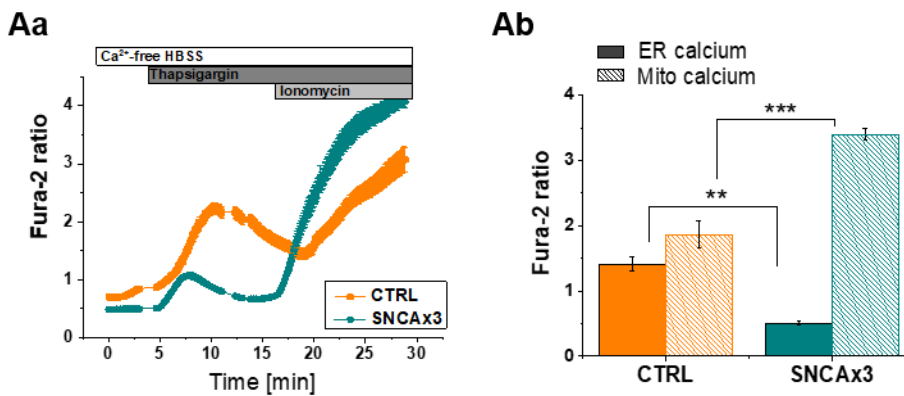 Aa
Ca²⁺-free HBSS
Thapsigargin
Ionomycin
Fura-2 ratio
4
3
2
1
0
CTRL
SNCAx3
0 5 10 15 20 25 30
Time [min]
Ab
ER calcium
Mito calcium
Fura-2 ratio
4
3
2
1
0
***
**
CTRL SNCAx3